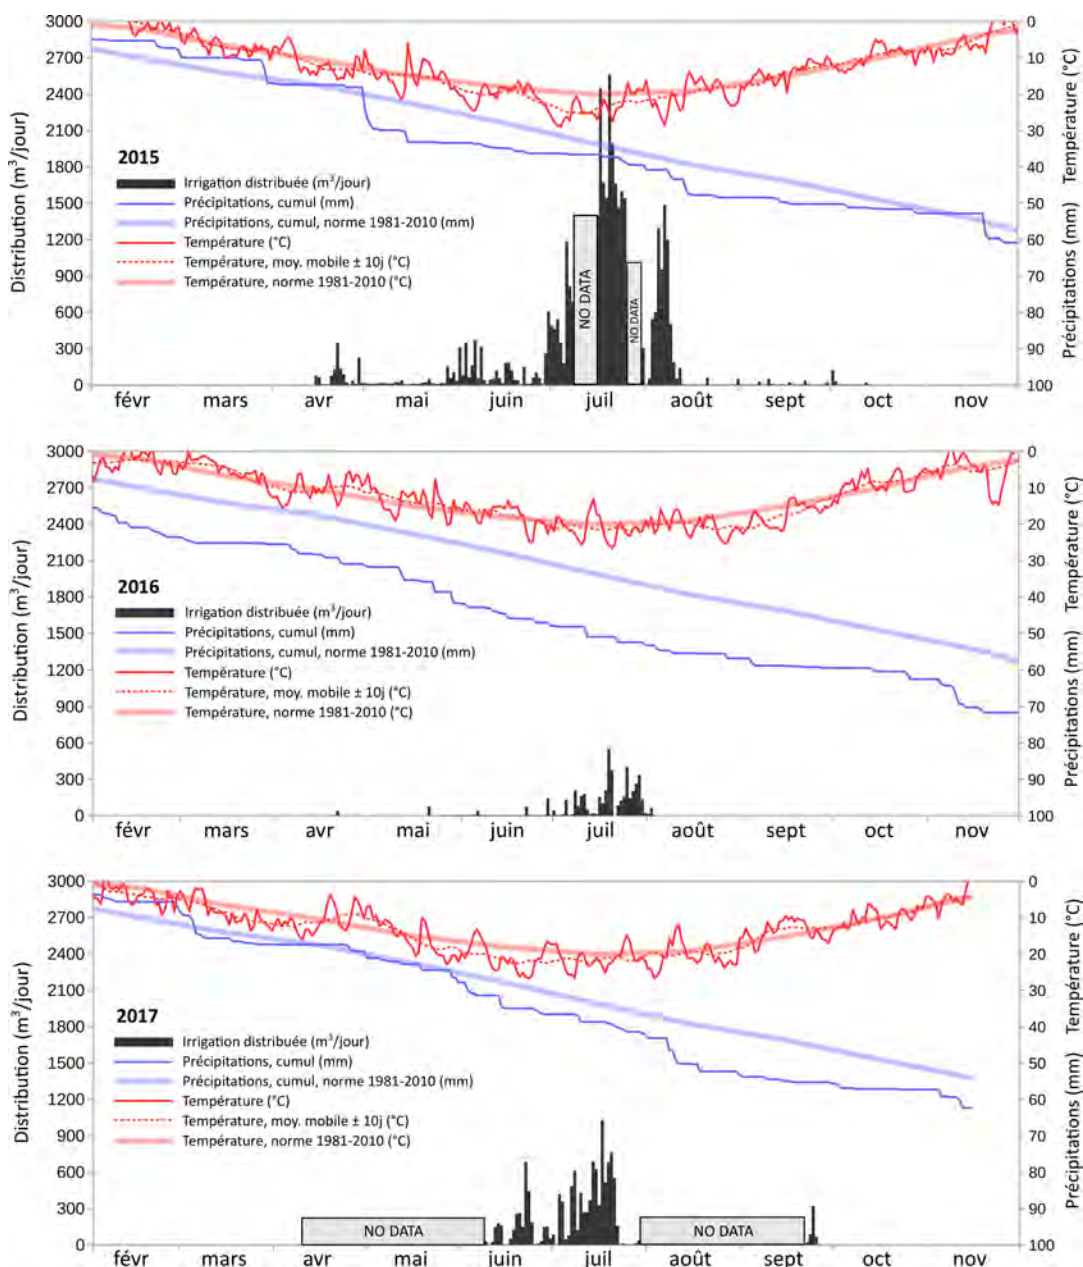 3000
2700
2400
2100
1800
1500
1200
900
600
300
0
Distribution (m³/jour)
0
10
20
30
40
50
60
70
80
90
100
Précipitations (mm) Température (°C)
2015
Irrigation distribuée (m³/jour)
Précipitations, cumul (mm)
Précipitations, cumul, norme 1981-2010 (mm)
Température (°C)
Température, moy. mobile ± 10j (°C)
Température, norme 1981-2010 (°C)
NO DATA
NO DATA
févr mars avr mai juin juil août sept oct nov
3000
2700
2400
2100
1800
1500
1200
900
600
300
0
Distribution (m³/jour)
0
10
20
30
40
50
60
70
80
90
100
Précipitations (mm) Température (°C)
2016
Irrigation distribuée (m³/jour)
Précipitations, cumul (mm)
Précipitations, cumul, norme 1981-2010 (mm)
Température (°C)
Température, moy. mobile ± 10j (°C)
Température, norme 1981-2010 (°C)
févr mars avr mai juin juil août sept oct nov
3000
2700
2400
2100
1800
1500
1200
900
600
300
0
Distribution (m³/jour)
0
10
20
30
40
50
60
70
80
90
100
Précipitations (mm) Température (°C)
2017
Irrigation distribuée (m³/jour)
Précipitations, cumul (mm)
Précipitations, cumul, norme 1981-2010 (mm)
Température (°C)
Température, moy. mobile ± 10j (°C)
Température, norme 1981-2010 (°C)
NO DATA
NO DATA
févr mars avr mai juin juil août sept oct nov